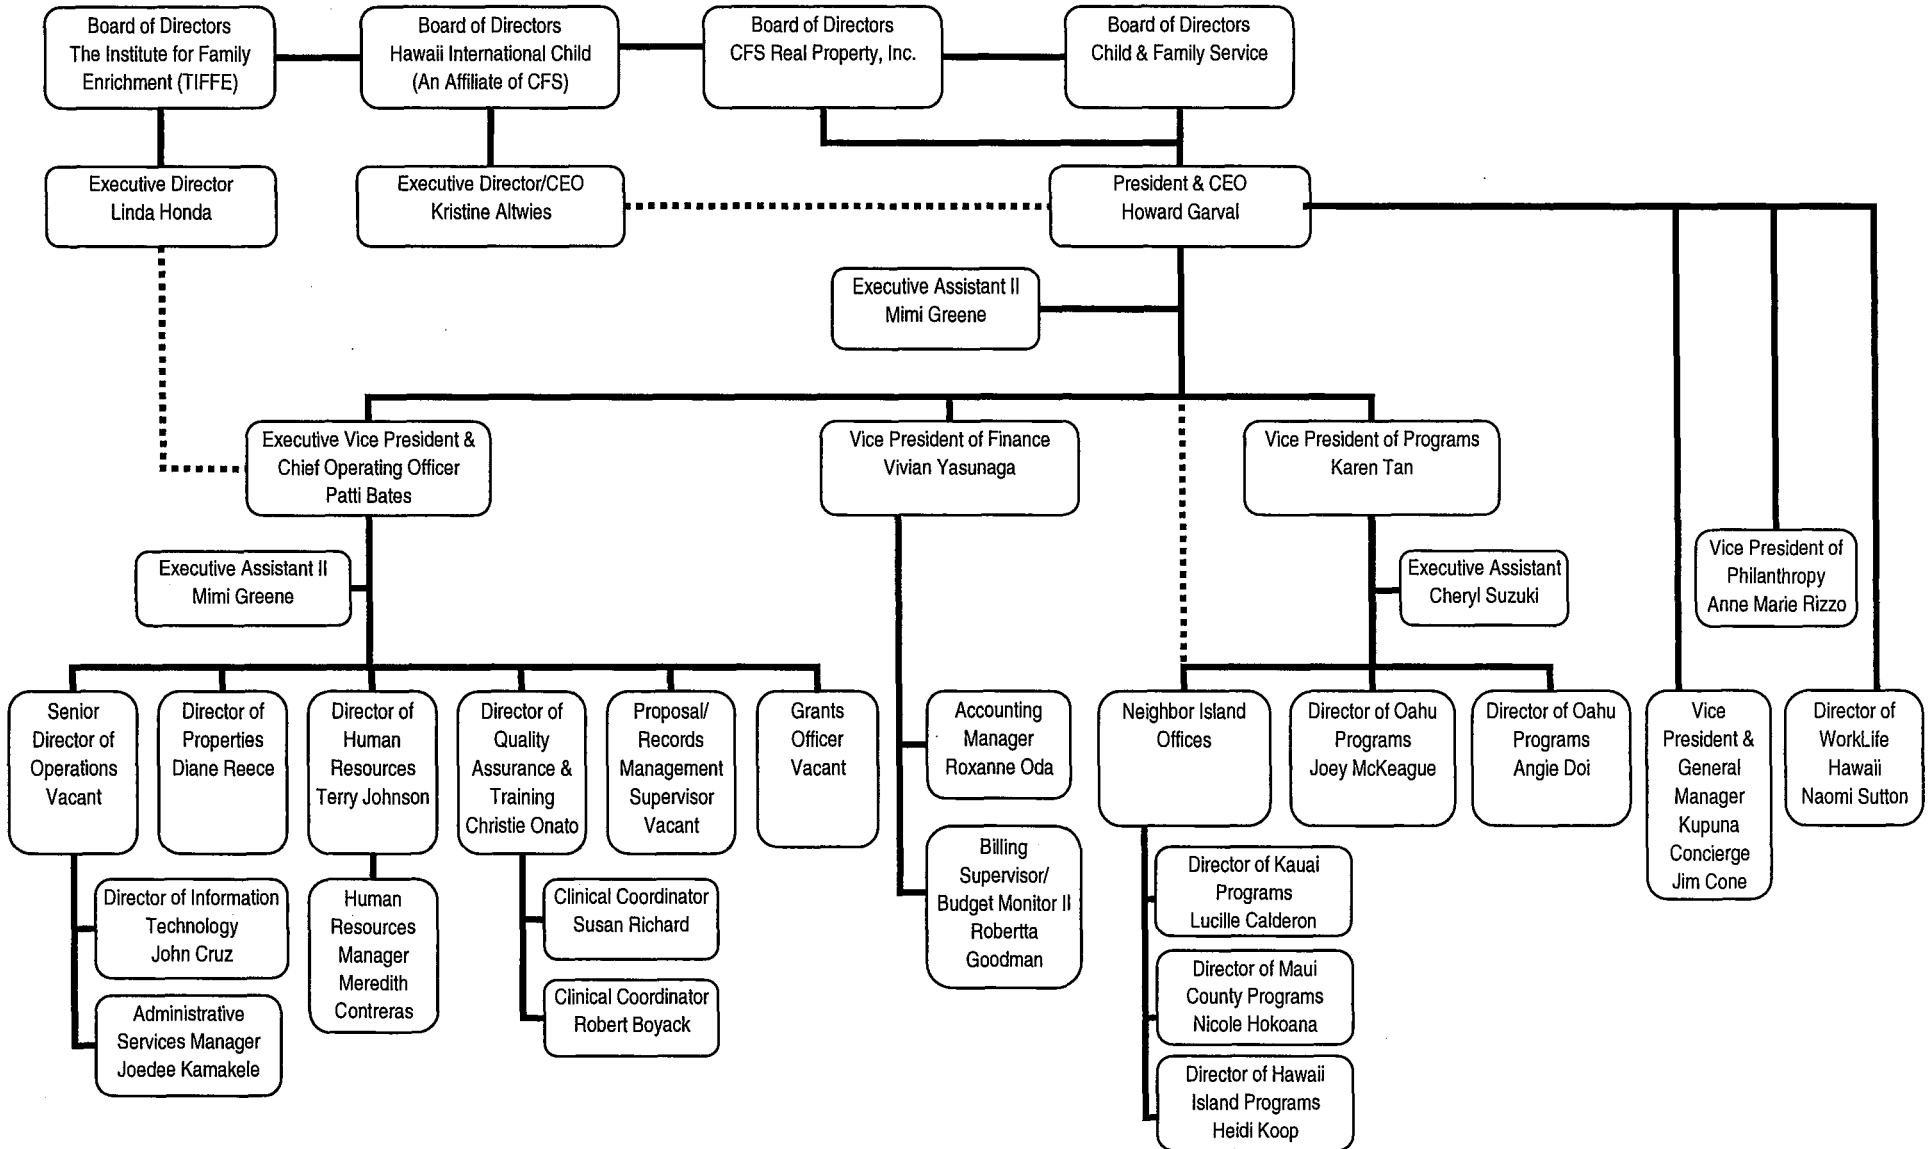 Board of Directors
The Institute for Family
Enrichment (TIFFE)
Board of Directors
Hawaii International Child
(An Affiliate of CFS)
Board of Directors
CFS Real Property, Inc.
Board of Directors
Child & Family Service
Executive Director
Linda Honda
Executive Director/CEO
Kristine Altwies
President & CEO
Howard Garval
Executive Assistant II
Mimi Greene
Executive Vice President &
Chief Operating Officer
Patti Bates
Vice President of Finance
Vivian Yasunaga
Vice President of Programs
Karen Tan
Executive Assistant II
Mimi Greene
Executive Assistant
Cheryl Suzuki
Vice President of
Philanthropy
Anne Marie Rizzo
Senior
Director of
Operations
Vacant
Director of
Properties
Diane Reece
Director of
Human
Resources
Terry Johnson
Director of
Quality
Assurance &
Training
Christie Onato
Proposal/
Records
Management
Supervisor
Vacant
Grants
Officer
Vacant
Accounting
Manager
Roxanne Oda
Neighbor Island
Offices
Director of Oahu
Programs
Joey McKeague
Director of Oahu
Programs
Angie Doi
Vice
President &
General
Manager
Kupuna
Concierge
Jim Cone
Director of
WorkLife
Hawaii
Naomi Sutton
Director of Information
Technology
John Cruz
Administrative
Services Manager
Joedee Kamakele
Human
Resources
Manager
Meredith
Contreras
Clinical Coordinator
Susan Richard
Clinical Coordinator
Robert Boyack
Billing
Supervisor/
Budget Monitor II
Robertta
Goodman
Director of Kauai
Programs
Lucille Calderon
Director of Maui
County Programs
Nicole Hokoana
Director of Hawaii
Island Programs
Heidi Koop